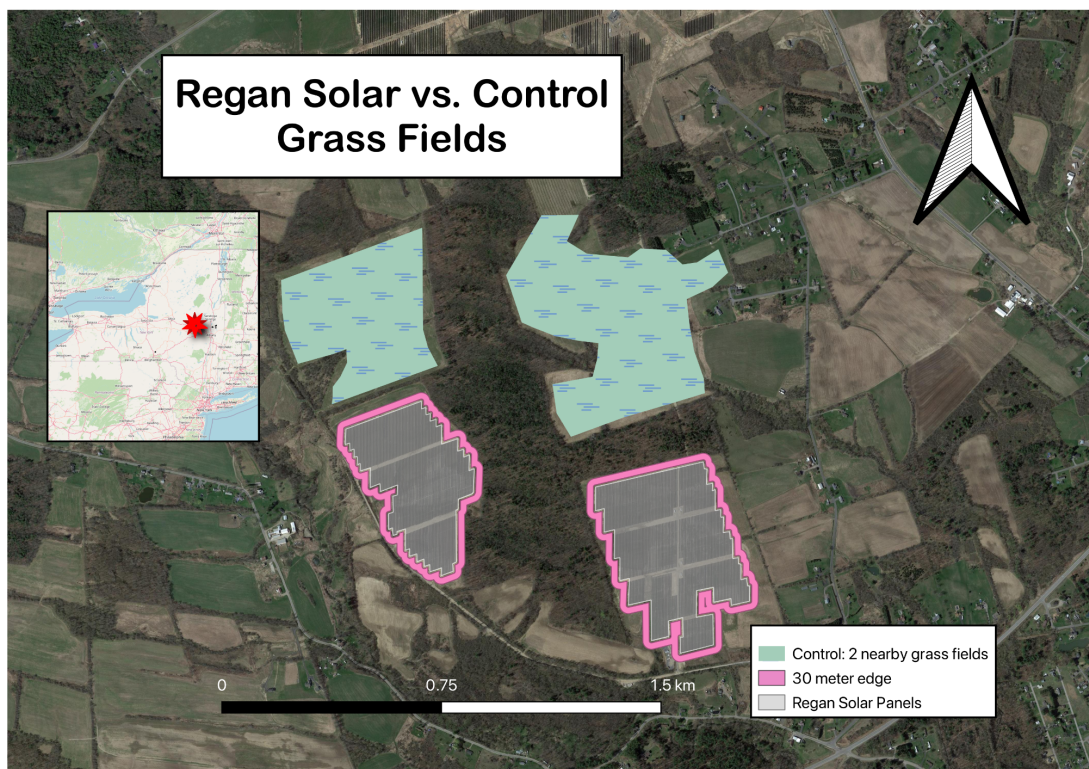 Regan Solar vs. Control
Grass Fields
0
0.75
1.5 km
Control: 2 nearby grass fields
30 meter edge
Regan Solar Panels